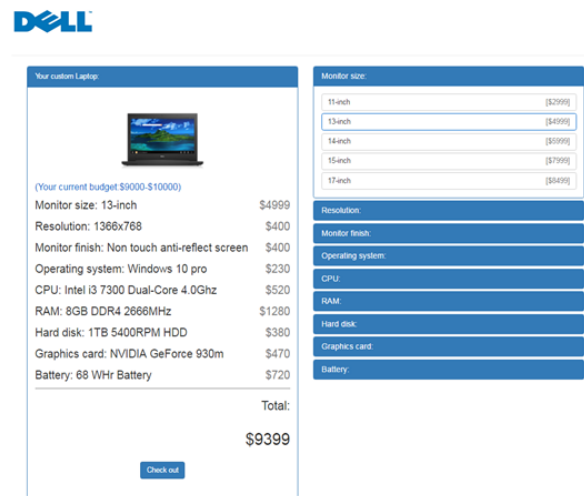 DELL™
Your custom Laptop:
(Your current budget $9000-$10000)
Monitor size: 13-inch $4999
Resolution: 1366x768 $400
Monitor finish: Non touch anti-reflect screen $400
Operating system: Windows 10 pro $230
CPU: Intel i3 7300 Dual-Core 4.0Ghz $520
RAM: 8GB DDR4 2666MHz $1280
Hard disk: 1TB 5400RPM HDD $380
Graphics card: NVIDIA GeForce 930m $470
Battery: 68 WHr Battery $720
Total:
$9399
Check out
Monitor size:
11-inch [$2999]
13-inch [$4999]
14-inch [$5999]
15-inch [$7999]
17-inch [$8499]
Resolution:
Monitor finish:
Operating system:
CPU:
RAM:
Hard disk:
Graphics card:
Battery: